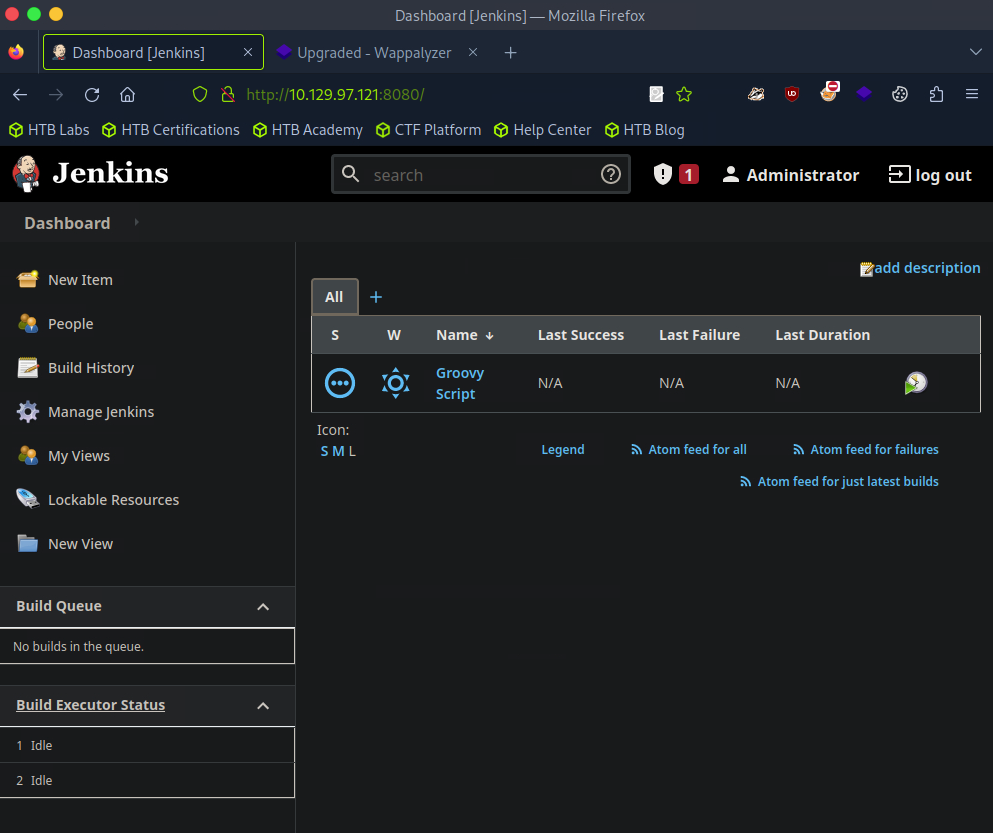 Dashboard [Jenkins] — Mozilla Firefox
Dashboard [Jenkins]
Upgraded - Wappalyzer
http://10.129.97.121:8080/
HTB Labs
HTB Certifications
HTB Academy
CTF Platform
Help Center
HTB Blog
Jenkins
search
1
Administrator
log out
Dashboard
New Item
People
Build History
Manage Jenkins
My Views
Lockable Resources
New View
Build Queue
No builds in the queue.
Build Executor Status
1 Idle
2 Idle
add description
All +
S W Name ↓ Last Success Last Failure Last Duration
Groovy
Script
N/A N/A N/A
Icon:
S M L
Legend
Atom feed for all
Atom feed for failures
Atom feed for just latest builds